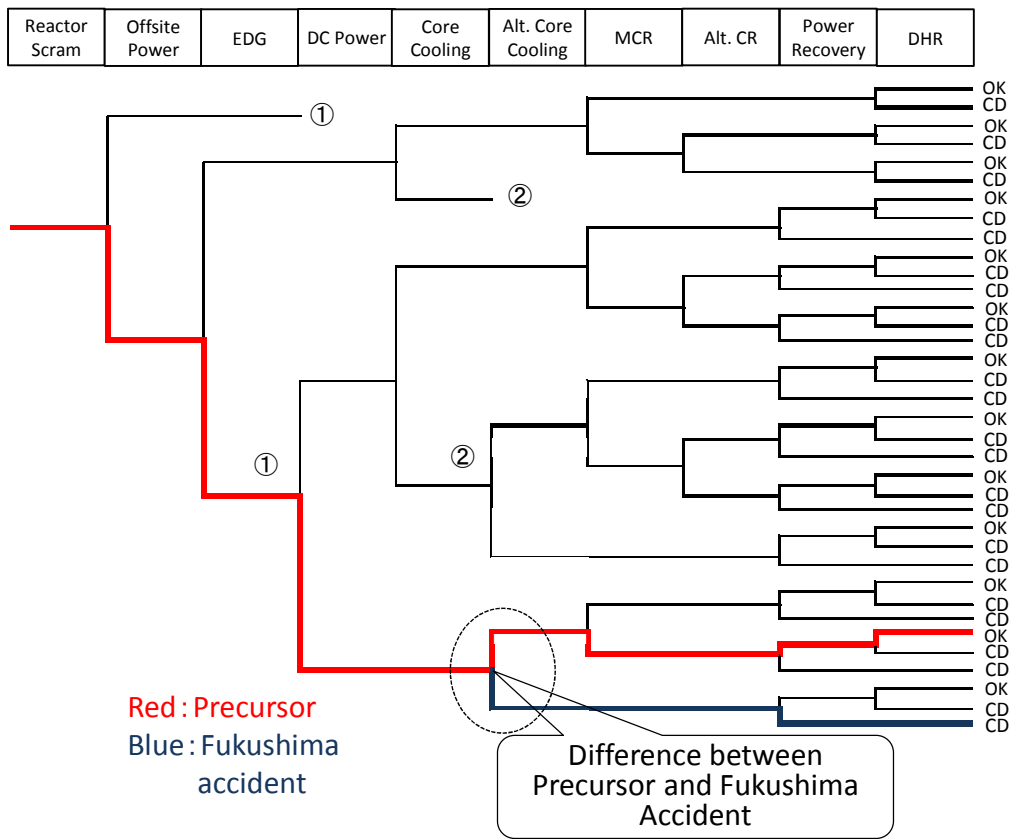 Reactor Scram
Offsite Power
EDG
DC Power
Core Cooling
Alt. Core Cooling
MCR
Alt. CR
Power Recovery
DHR
OK
CD
①
OK
CD
OK
CD
②
OK
CD
CD
OK
CD
CD
OK
CD
CD
OK
CD
CD
OK
CD
CD
①
②
OK
CD
CD
OK
CD
CD
OK
CD
CD
OK
CD
CD
OK
CD
CD
Red : Precursor
Blue : Fukushima
accident
Difference between
Precursor and Fukushima
Accident